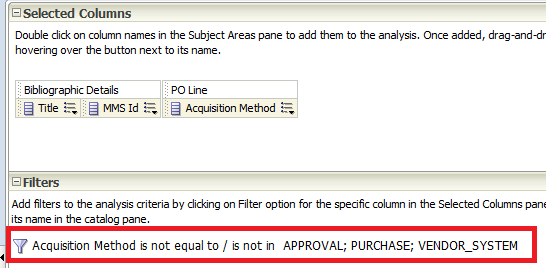 Selected Columns
Double click on column names in the Subject Areas pane to add them to the analysis. Once added, drag-and-dr
hovering over the button next to its name.
Bibliographic Details PO Line
Title MMS Id Acquisition Method
Filters
Add filters to the analysis criteria by clicking on Filter option for the specific column in the Selected Columns pane
its name in the catalog pane.
Acquisition Method is not equal to / is not in APPROVAL; PURCHASE; VENDOR_SYSTEM